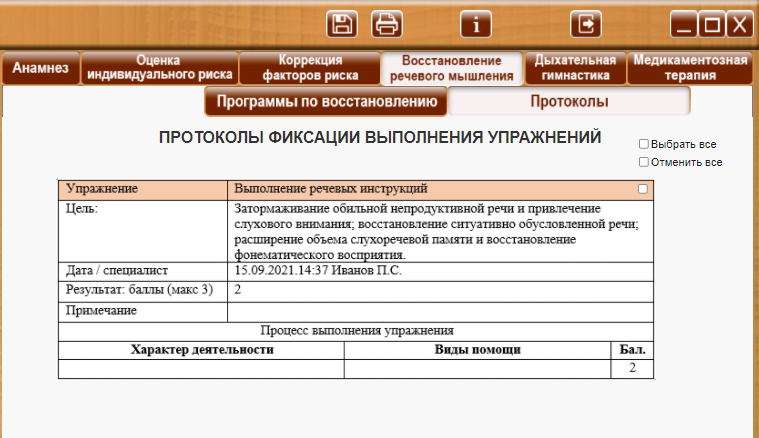 Анамнез
Оценка
индивидуального риска
Коррекция
факторов риска
Восстановление
речевого мышления
Дыхательная
гимнастика
Медикаментозная
терапия
Программы по восстановлению
Протоколы
ПРОТОКОЛЫ ФИКСАЦИИ ВЫПОЛНЕНИЯ УПРАЖНЕНИЙ
Выбрать все
Отменить все
Упражнение
Выполнение речевых инструкций
Цель:
Затормаживание обильной непродуктивной речи и привлечение
слухового внимания; восстановление ситуативно обусловленной речи;
расширение объема слухоречевой памяти и восстановление
фонематического восприятия.
Дата / специалист
15.09.2021.14:37 Иванов П.С.
Результат: баллы (макс 3)
2
Примечание
Процесс выполнения упражнения
Характер деятельности
Виды помощи
Бал.
2